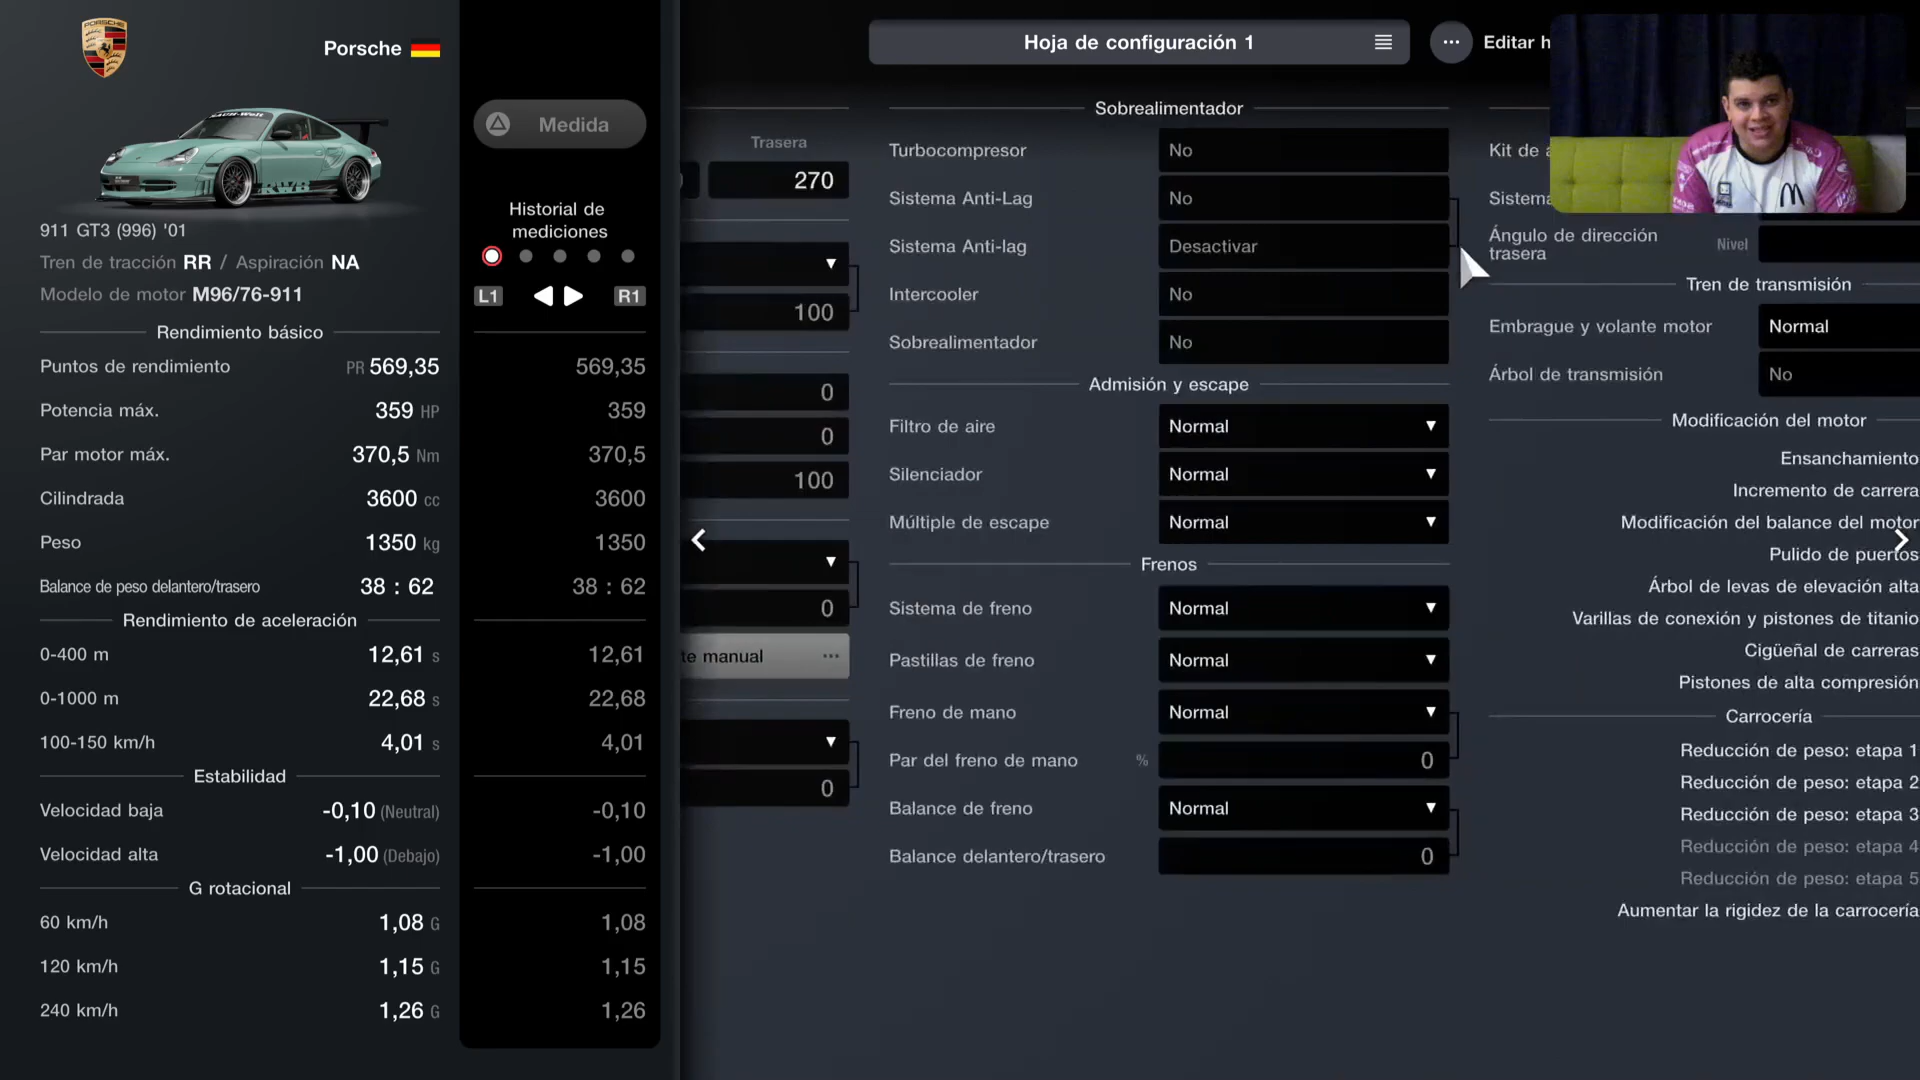 PORSCHE
Porsche
911 GT3 (996) '01
Tren de tracción RR / Aspiración NA
Modelo de motor M96/76-911
Rendimiento básico
Puntos de rendimiento PR 569,35
Potencia máx. 359 HP
Par motor máx. 370,5 Nm
Cilindrada 3600 cc
Peso 1350 kg
Balance de peso delantero/trasero 38 : 62
Rendimiento de aceleración
0-400 m 12,61 s
0-1000 m 22,68 s
100-150 km/h 4,01 s
Estabilidad
Velocidad baja -0,10 (Neutral)
Velocidad alta -1,00 (Debajo)
G rotacional
60 km/h 1,08 G
120 km/h 1,15 G
240 km/h 1,26 G
Medida
Historial de
mediciones
L1 R1
569,35
359
370,5
3600
1350
38 : 62
12,61
22,68
4,01
-0,10
-1,00
1,08
1,15
1,26
Hoja de configuración 1
Editar h
Trasera
270
100
0
0
100
0
te manual
0
Sobrealimentador
Turbocompresor No
Sistema Anti-Lag No
Sistema Anti-lag Desactivar
Intercooler No
Sobrealimentador No
Admisión y escape
Filtro de aire Normal
Silenciador Normal
Múltiple de escape Normal
Frenos
Sistema de freno Normal
Pastillas de freno Normal
Freno de mano Normal
Par del freno de mano % 0
Balance de freno Normal
Balance delantero/trasero 0
Kit de a
Sistema
Ángulo de dirección
trasera Nivel
Tren de transmisión
Embrague y volante motor Normal
Árbol de transmisión No
Modificación del motor
Ensanchamiento
Incremento de carrera
Modificación del balance del motor
Pulido de puertos
Árbol de levas de elevación alta
Varillas de conexión y pistones de titanio
Cigüeñal de carreras
Pistones de alta compresión
Carrocería
Reducción de peso: etapa 1
Reducción de peso: etapa 2
Reducción de peso: etapa 3
Reducción de peso: etapa 4
Reducción de peso: etapa 5
Aumentar la rigidez de la carrocería